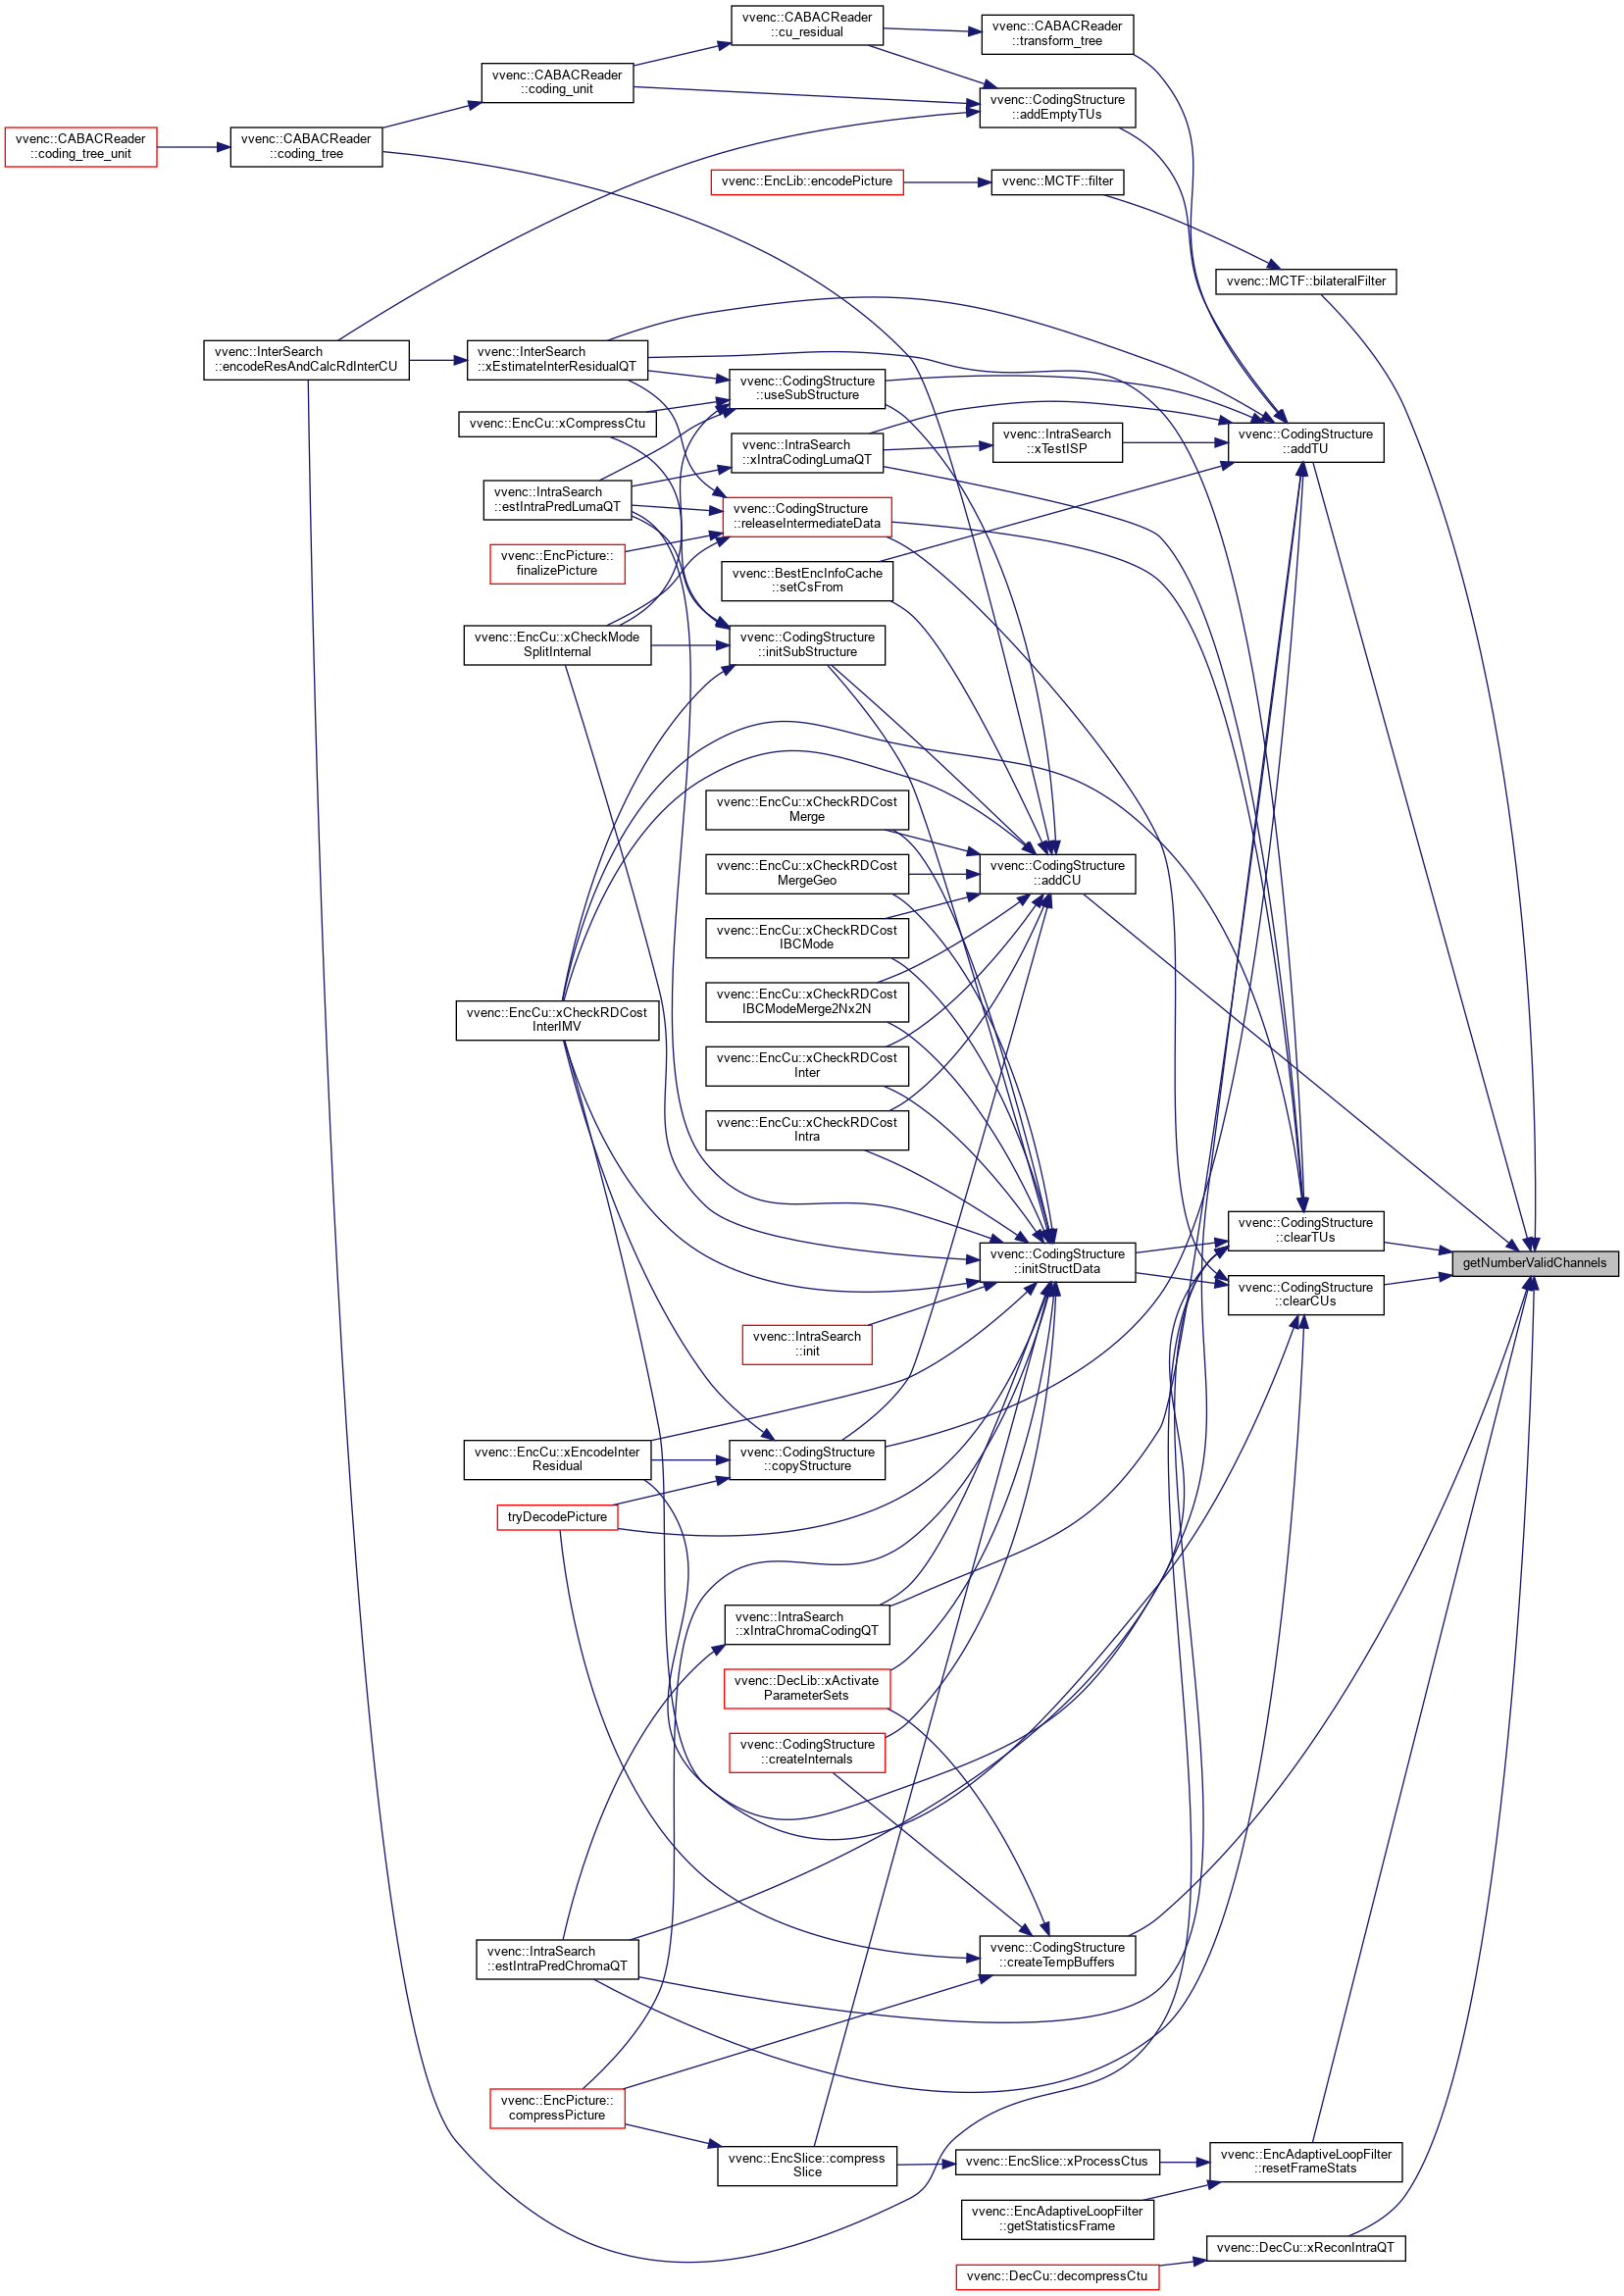 vvenc::CABACReader
::cu_residual
vvenc::CABACReader
::transform_tree
vvenc::CABACReader
::coding_unit
vvenc::CodingStructure
::addEmptyTUs
vvenc::CABACReader
::coding_tree_unit
vvenc::CABACReader
::coding_tree
vvenc::EncLib::encodePicture
vvenc::MCTF::filter
vvenc::MCTF::bilateralFilter
vvenc::InterSearch
::encodeResAndCalcRdInterCU
vvenc::InterSearch
::xEstimateInterResidualQT
vvenc::CodingStructure
::useSubStructure
vvenc::EncCu::xCompressCtu
vvenc::IntraSearch
::xIntraCodingLumaQT
vvenc::IntraSearch
::xTestISP
vvenc::CodingStructure
::addTU
vvenc::IntraSearch
::estIntraPredLumaQT
vvenc::CodingStructure
::releaseIntermediateData
vvenc::EncPicture::
finalizePicture
vvenc::BestEncInfoCache
::setCsFrom
vvenc::EncCu::xCheckMode
SplitInternal
vvenc::CodingStructure
::initSubStructure
vvenc::EncCu::xCheckRDCost
Merge
vvenc::EncCu::xCheckRDCost
MergeGeo
vvenc::CodingStructure
::addCU
vvenc::EncCu::xCheckRDCost
IBCMode
vvenc::EncCu::xCheckRDCost
IBCModeMerge2Nx2N
vvenc::EncCu::xCheckRDCost
InterIMV
vvenc::EncCu::xCheckRDCost
Inter
vvenc::EncCu::xCheckRDCost
Intra
vvenc::CodingStructure
::clearTUs
vvenc::CodingStructure
::initStructData
getNumberValidChannels
vvenc::CodingStructure
::clearCUs
vvenc::IntraSearch
::init
vvenc::EncCu::xEncodeInter
Residual
vvenc::CodingStructure
::copyStructure
tryDecodePicture
vvenc::IntraSearch
::xIntraChromaCodingQT
vvenc::DecLib::xActivate
ParameterSets
vvenc::CodingStructure
::createInternals
vvenc::IntraSearch
::estIntraPredChromaQT
vvenc::CodingStructure
::createTempBuffers
vvenc::EncPicture::
compressPicture
vvenc::EncSlice::compress
Slice
vvenc::EncSlice::xProcessCtus
vvenc::EncAdaptiveLoopFilter
::resetFrameStats
vvenc::EncAdaptiveLoopFilter
::getStatisticsFrame
vvenc::DecCu::xReconIntraQT
vvenc::DecCu::decompressCtu